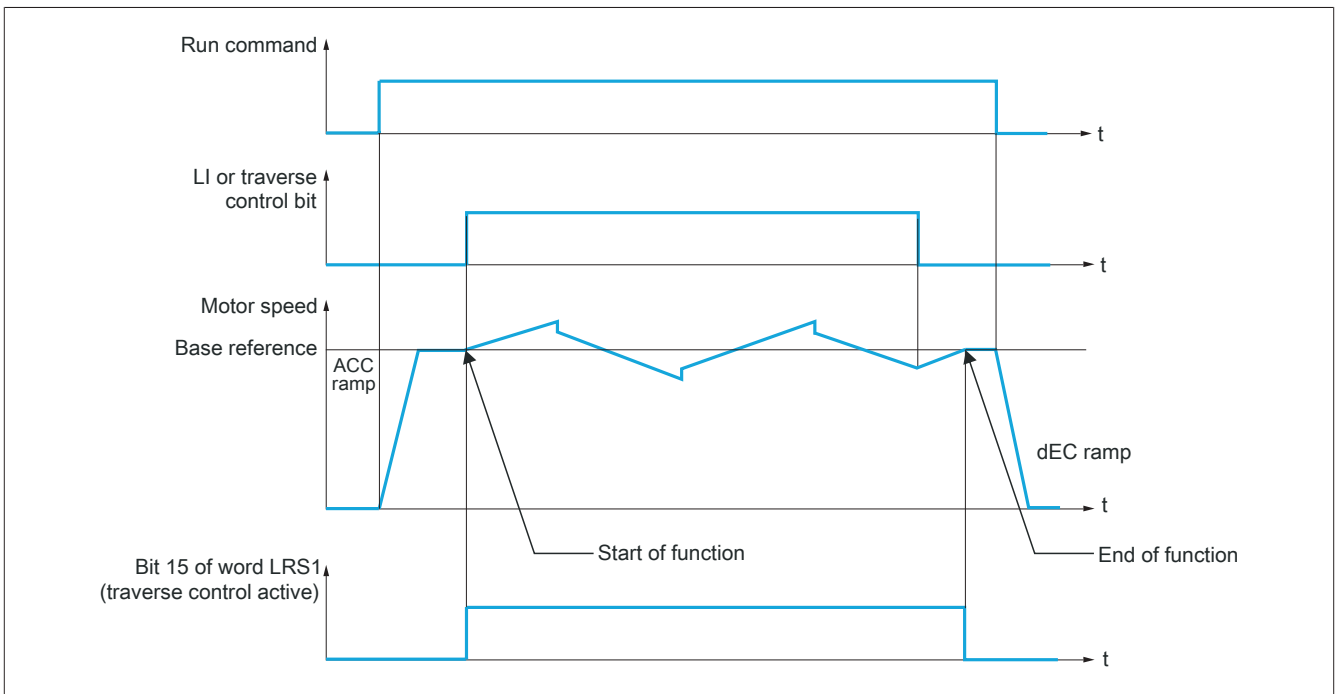 Run command
t
LI or traverse
control bit
t
Motor speed
Base reference
ACC
ramp
dEC ramp
t
Start of function
End of function
Bit 15 of word LRS1
(traverse control active)
t